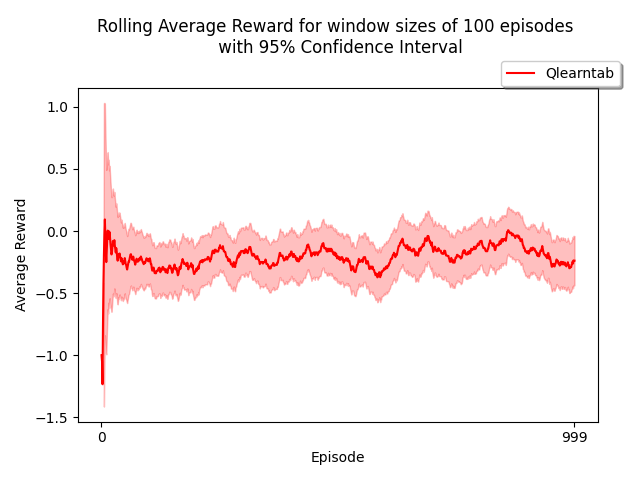 Rolling Average Reward for window sizes of 100 episodes
with 95% Confidence Interval
Qlearntab
1.0
0.5
0.0
−0.5
−1.0
−1.5
Average Reward
0
999
Episode